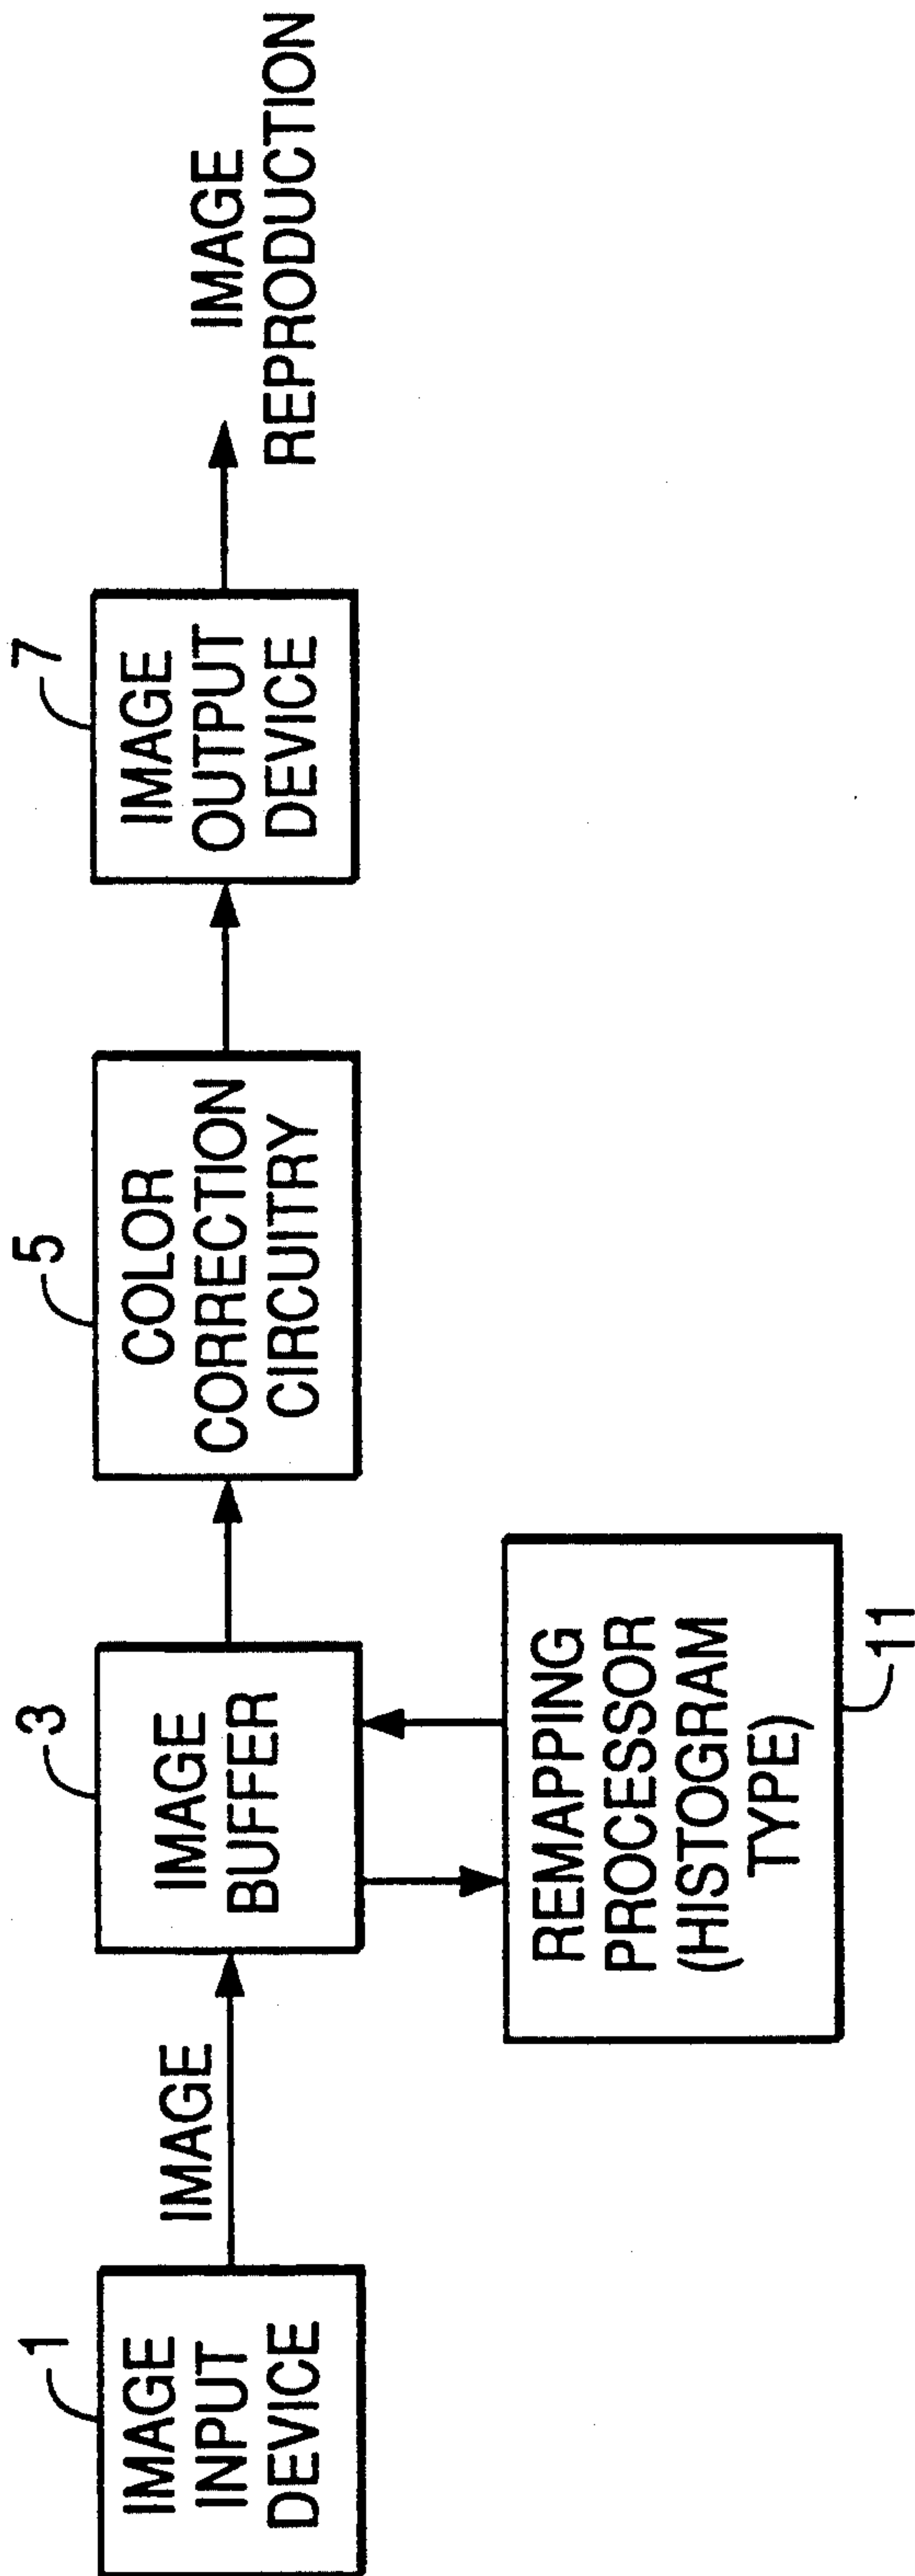 1
IMAGE
INPUT
DEVICE
IMAGE
3
IMAGE
BUFFER
REMAPPING
PROCESSOR
(HISTOGRAM
TYPE)
11
5
COLOR
CORRECTION
CIRCUITRY
7
IMAGE
OUTPUT
DEVICE
IMAGE
REPRODUCTION